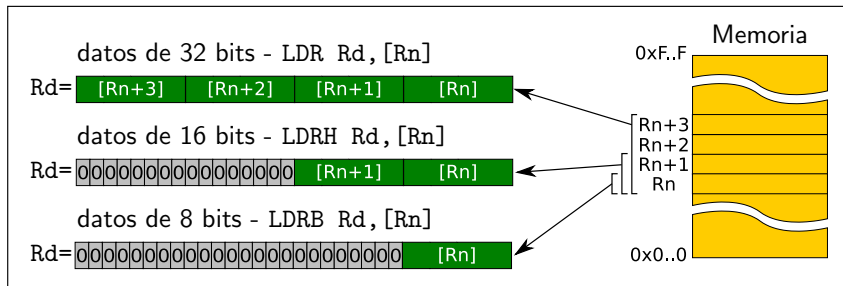 datos de 32 bits - LDR Rd,[Rn]
Rd= [Rn+3] [Rn+2] [Rn+1] [Rn]
datos de 16 bits - LDRH Rd,[Rn]
Rd= 0000000000000000 [Rn+1] [Rn]
datos de 8 bits - LDRB Rd,[Rn]
Rd= 000000000000000000000000 [Rn]
Memoria
0xF..F
Rn+3
Rn+2
Rn+1
Rn
0x0..0